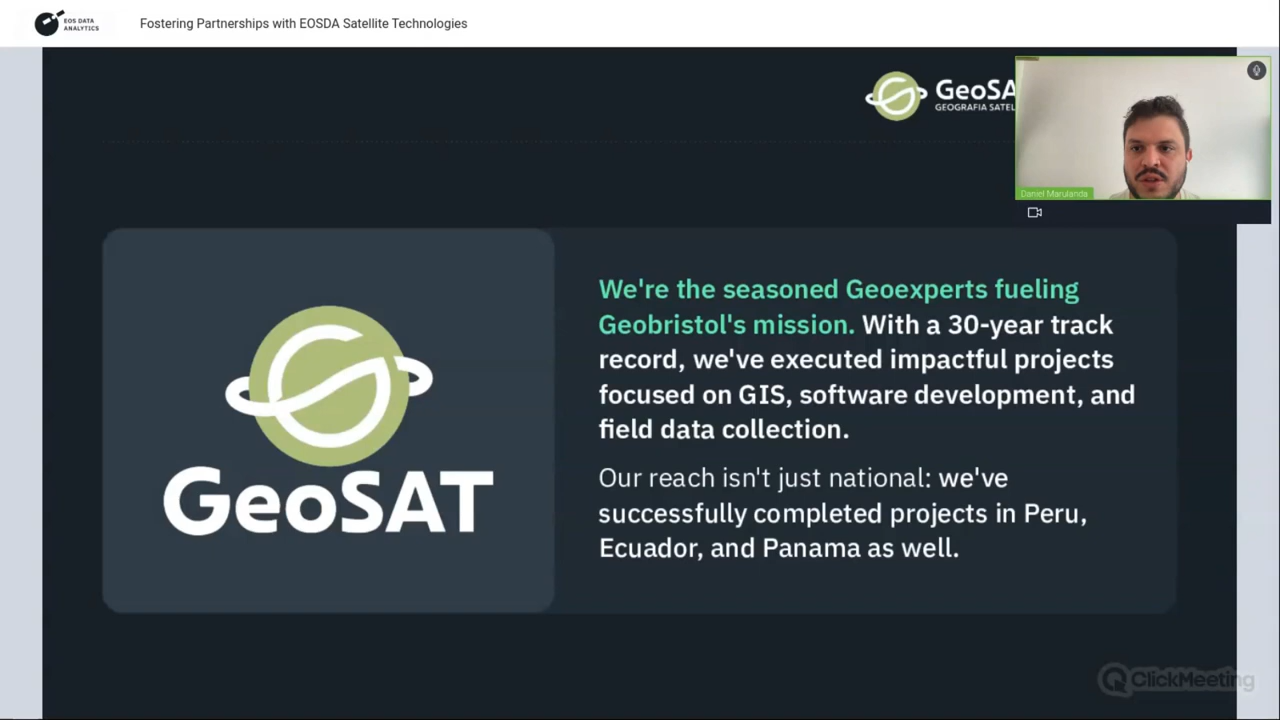 EOS DATA
ANALYTICS
Fostering Partnerships with EOSDA Satellite Technologies
GeoSA
GEOGRAFIA SATEL
Daniel Marulanda
GeoSAT
We're the seasoned Geoexperts fueling
Geobristol's mission. With a 30-year track
record, we've executed impactful projects
focused on GIS, software development, and
field data collection.
Our reach isn't just national: we've
successfully completed projects in Peru,
Ecuador, and Panama as well.
ClickMeeting